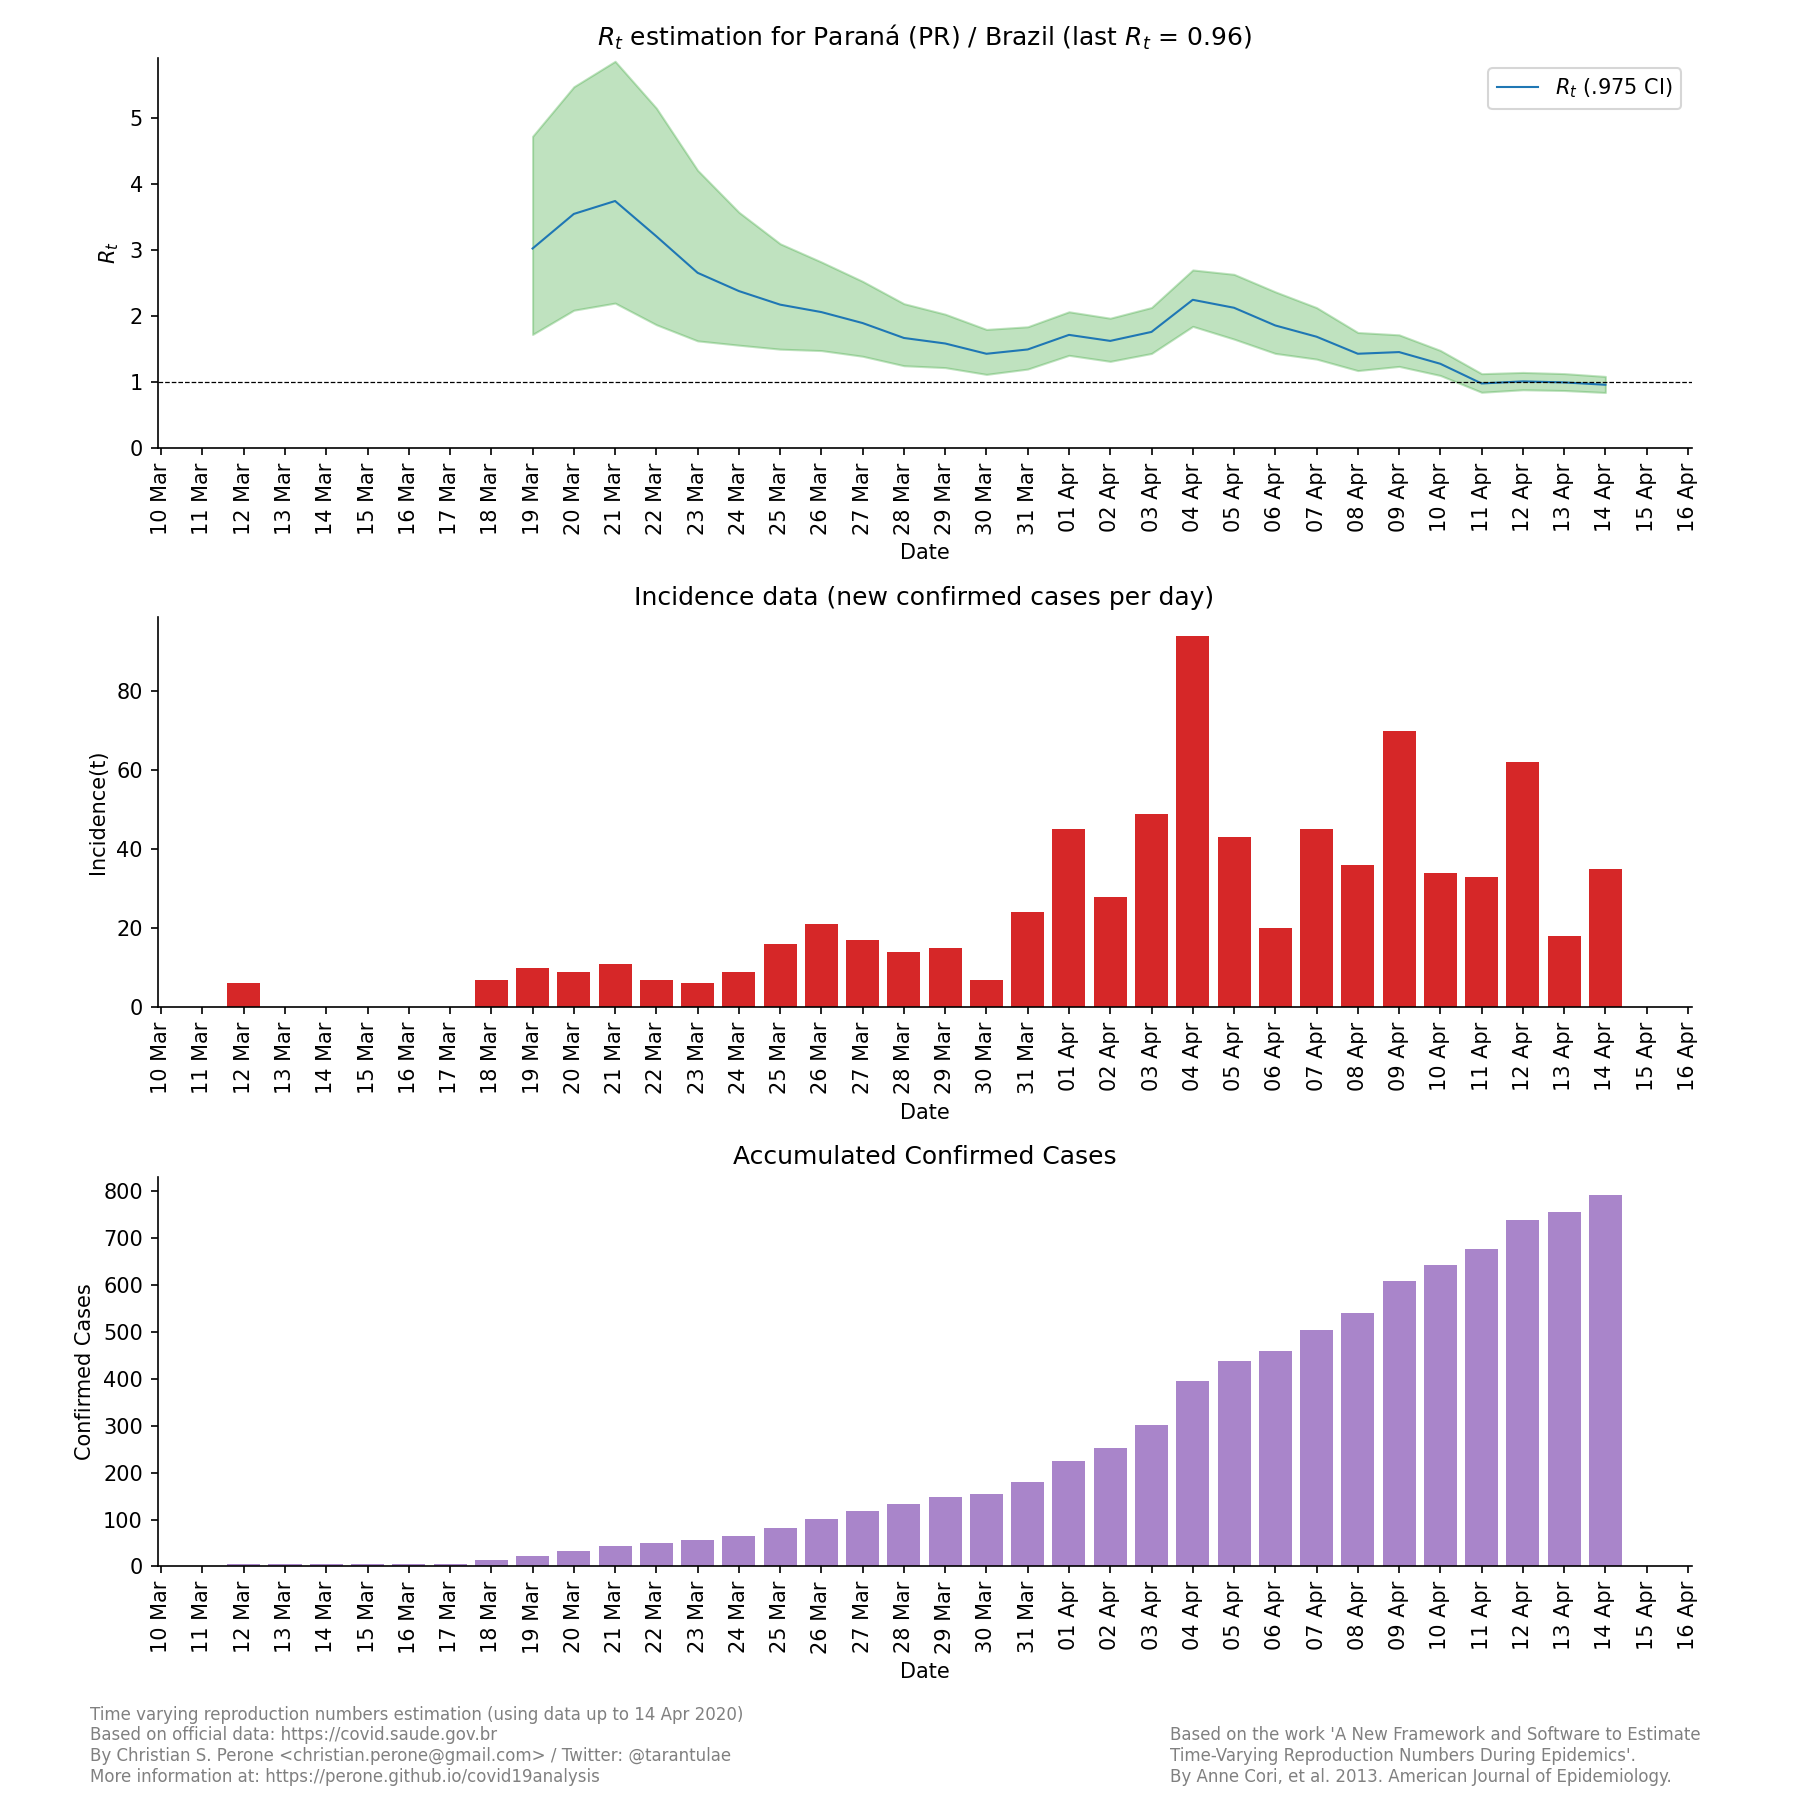 Rt estimation for Paraná (PR) / Brazil (last Rt = 0.96)
Rt (.975 CI)
Rt
5
4
3
2
1
0
10 Mar 11 Mar 12 Mar 13 Mar 14 Mar 15 Mar 16 Mar 17 Mar 18 Mar 19 Mar 20 Mar 21 Mar 22 Mar 23 Mar 24 Mar 25 Mar 26 Mar 27 Mar 28 Mar 29 Mar 30 Mar 31 Mar 01 Apr 02 Apr 03 Apr 04 Apr 05 Apr 06 Apr 07 Apr 08 Apr 09 Apr 10 Apr 11 Apr 12 Apr 13 Apr 14 Apr 15 Apr 16 Apr
Date
Incidence data (new confirmed cases per day)
Incidence(t)
80
60
40
20
0
10 Mar 11 Mar 12 Mar 13 Mar 14 Mar 15 Mar 16 Mar 17 Mar 18 Mar 19 Mar 20 Mar 21 Mar 22 Mar 23 Mar 24 Mar 25 Mar 26 Mar 27 Mar 28 Mar 29 Mar 30 Mar 31 Mar 01 Apr 02 Apr 03 Apr 04 Apr 05 Apr 06 Apr 07 Apr 08 Apr 09 Apr 10 Apr 11 Apr 12 Apr 13 Apr 14 Apr 15 Apr 16 Apr
Date
Accumulated Confirmed Cases
Confirmed Cases
800
700
600
500
400
300
200
100
0
10 Mar 11 Mar 12 Mar 13 Mar 14 Mar 15 Mar 16 Mar 17 Mar 18 Mar 19 Mar 20 Mar 21 Mar 22 Mar 23 Mar 24 Mar 25 Mar 26 Mar 27 Mar 28 Mar 29 Mar 30 Mar 31 Mar 01 Apr 02 Apr 03 Apr 04 Apr 05 Apr 06 Apr 07 Apr 08 Apr 09 Apr 10 Apr 11 Apr 12 Apr 13 Apr 14 Apr 15 Apr 16 Apr
Date
Time varying reproduction numbers estimation (using data up to 14 Apr 2020)
Based on official data: https://covid.saude.gov.br
By Christian S. Perone <christian.perone@gmail.com> / Twitter: @tarantulae
More information at: https://perone.github.io/covid19analysis
Based on the work 'A New Framework and Software to Estimate
Time-Varying Reproduction Numbers During Epidemics'.
By Anne Cori, et al. 2013. American Journal of Epidemiology.